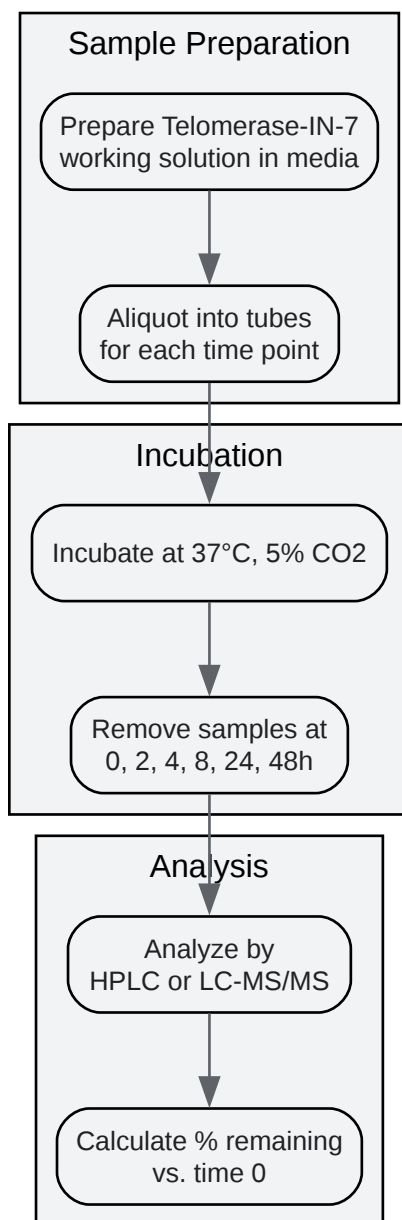 Sample Preparation
Prepare Telomerase-IN-7
working solution in media
Aliquot into tubes
for each time point
Incubation
Incubate at 37°C, 5% CO2
Remove samples at
0, 2, 4, 8, 24, 48h
Analysis
Analyze by
HPLC or LC-MS/MS
Calculate % remaining
vs. time 0